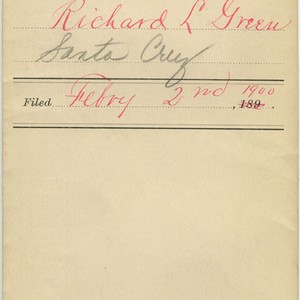 Richard L Green
Santa Cruz
Filed Febry 2nd 1900, 189